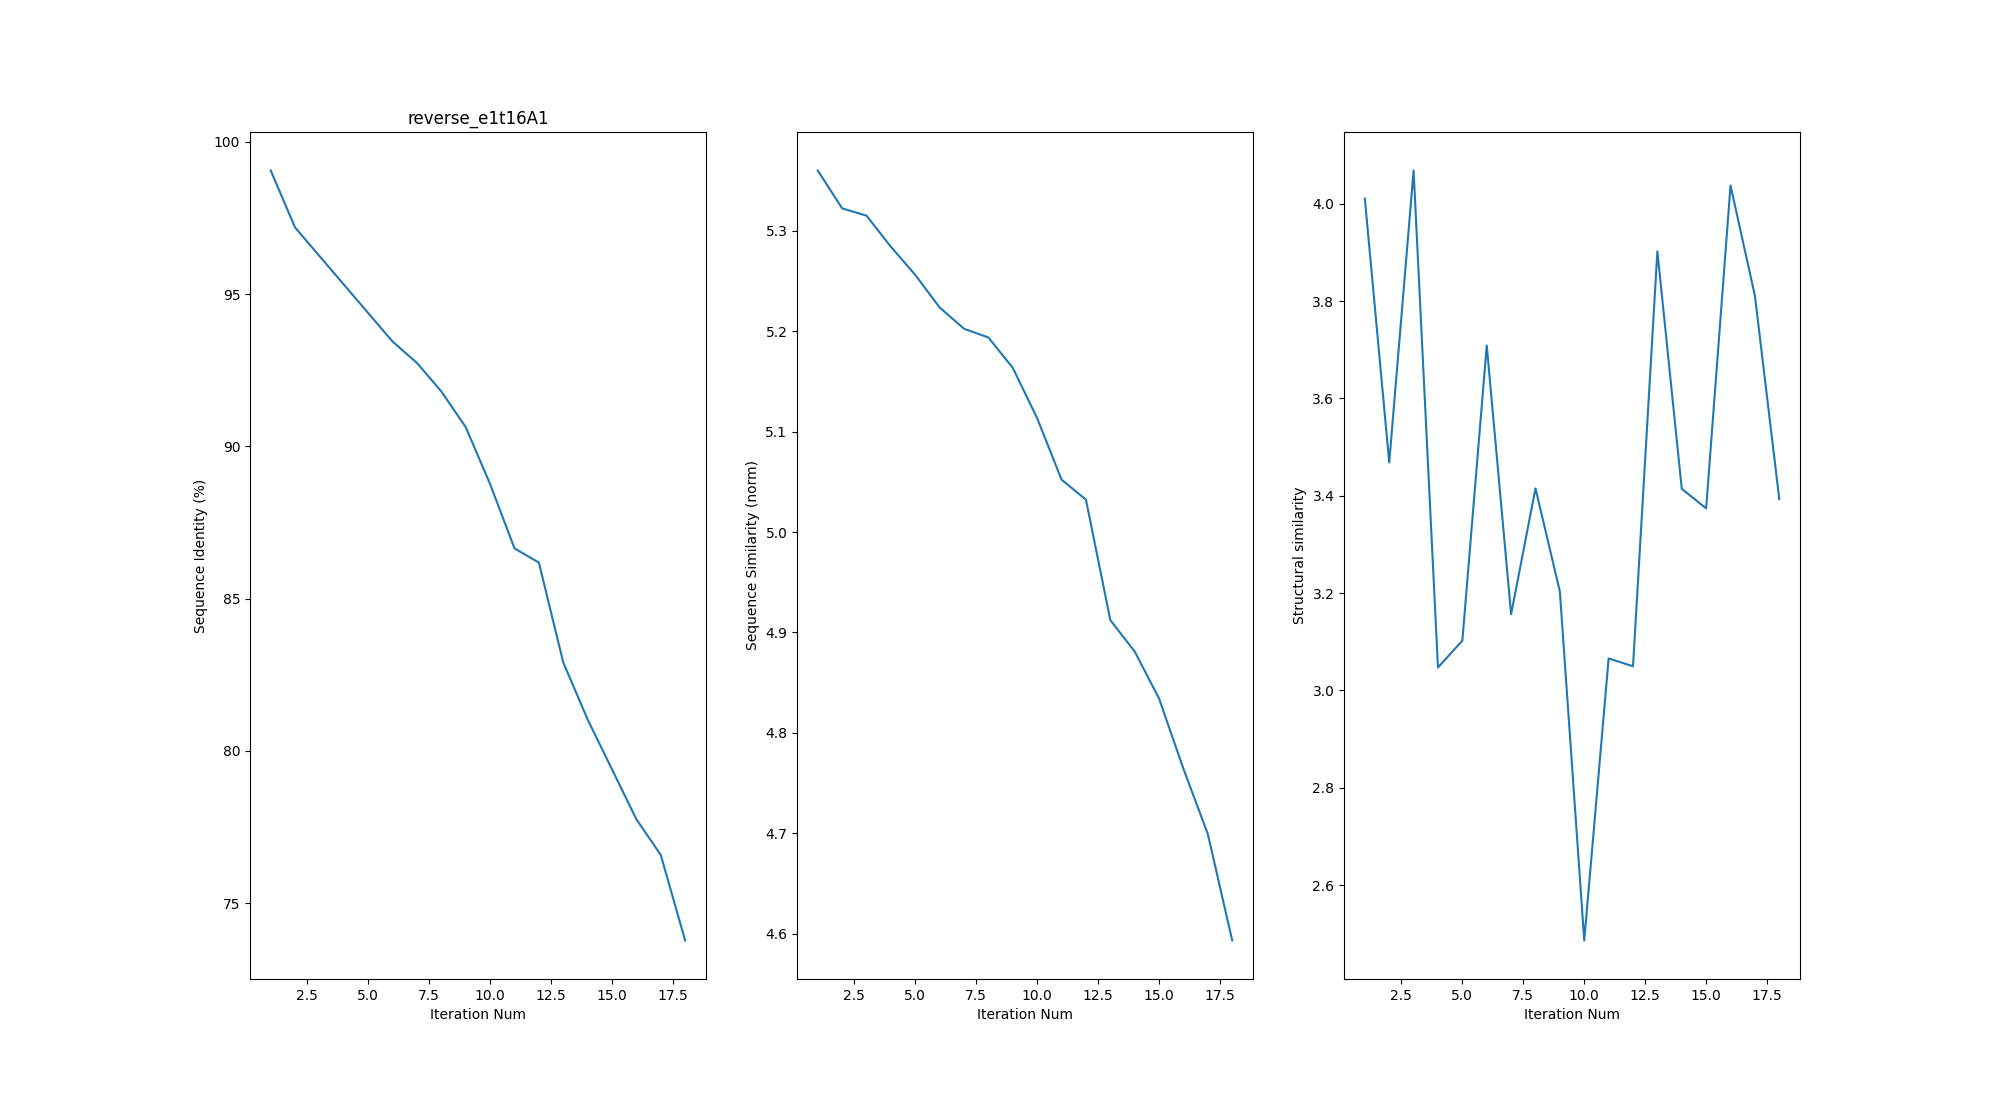 reverse_e1t16A1
100
95
90
85
80
75
Sequence Identity (%)
2.5 5.0 7.5 10.0 12.5 15.0 17.5
Iteration Num
5.3
5.2
5.1
5.0
4.9
4.8
4.7
4.6
Sequence Similarity (norm)
2.5 5.0 7.5 10.0 12.5 15.0 17.5
Iteration Num
4.0
3.8
3.6
3.4
3.2
3.0
2.8
2.6
Structural similarity
2.5 5.0 7.5 10.0 12.5 15.0 17.5
Iteration Num